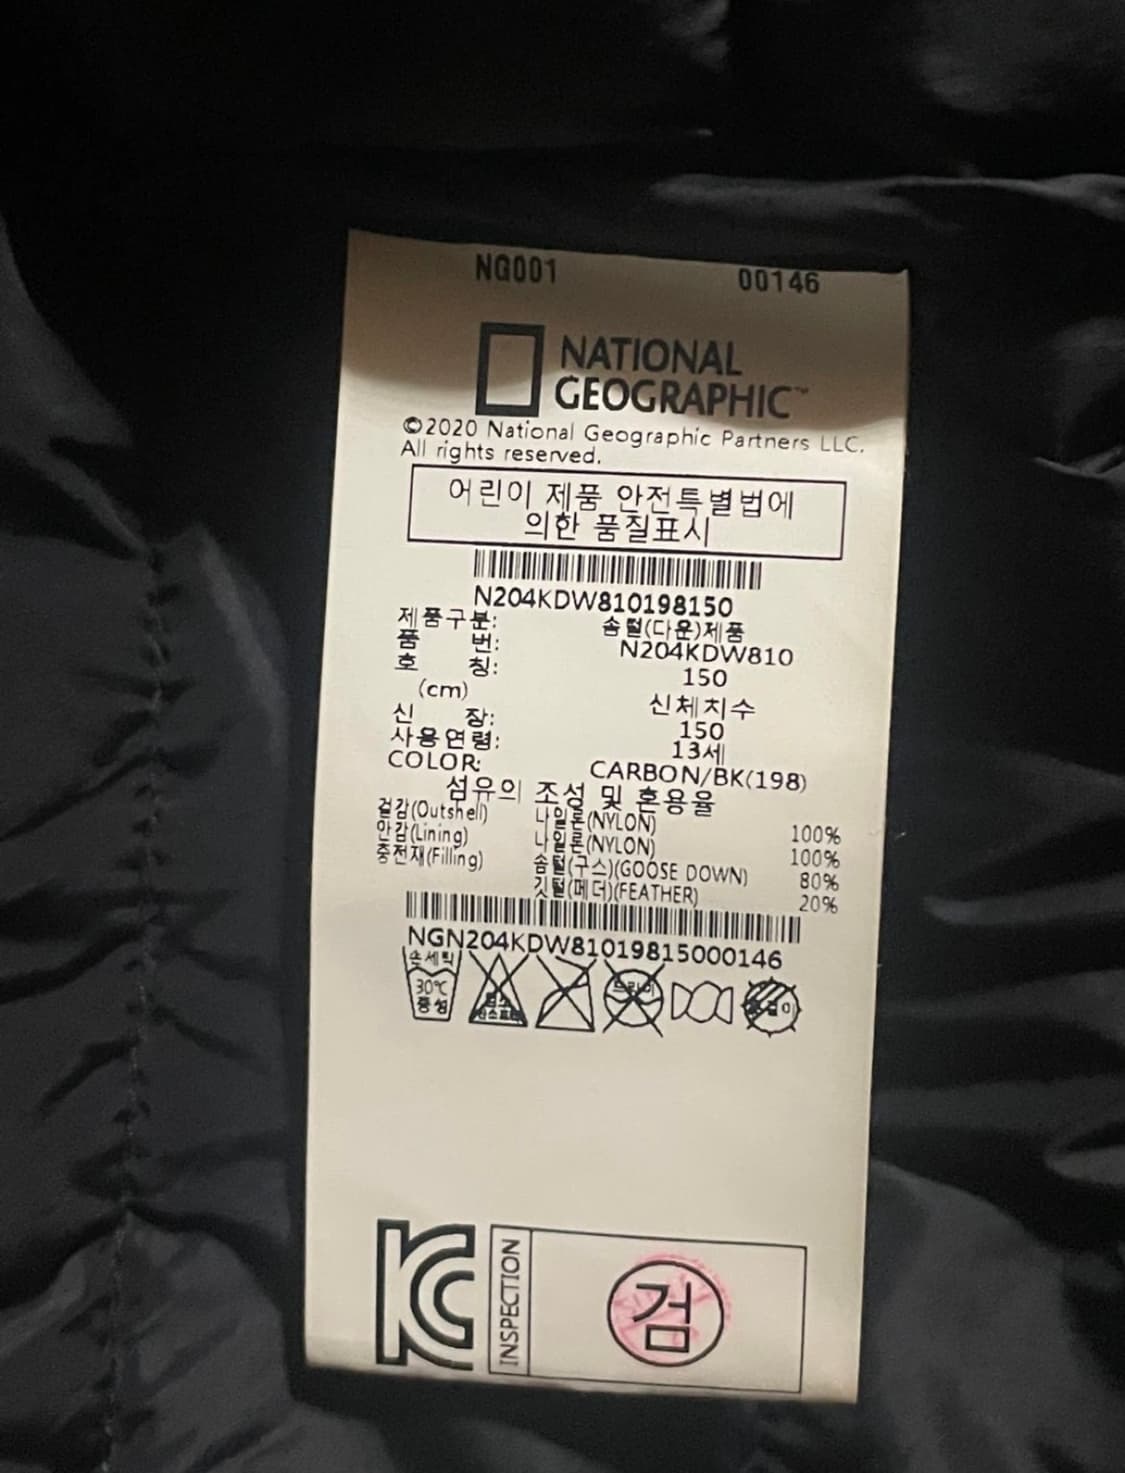 NG001 00146
NATIONAL
GEOGRAPHIC™
©2020 National Geographic Partners LLC.
All rights reserved.
어린이 제품 안전특별법에
의한 품질표시
N204KDW810198150
제품구분: 솜털(다운)제품
품 번: N204KDW810
호 칭: 150
(cm) 신체치수
신 장: 150
사용연령: 13세
COLOR: CARBON/BK(198)
섬유의 조성 및 혼용율
겉감(Outshell) 나일론(NYLON) 100%
안감(Lining) 나일론(NYLON) 100%
충전재(Filling) 솜털(구스)(GOOSE DOWN) 80%
깃털(페더)(FEATHER) 20%
NGN204KDW81019815000146
손세탁
30℃
중성
드라이
KC
INSPECTION
검